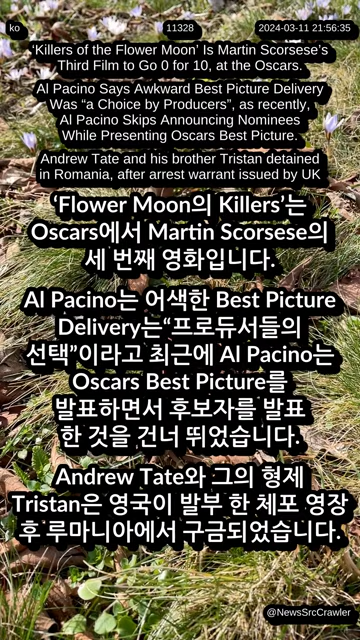 ko
11328
2024-03-11 21:56:35
‘Killers of the Flower Moon’ Is Martin Scorsese’s
Third Film to Go 0 for 10, at the Oscars.
Al Pacino Says Awkward Best Picture Delivery
Was “a Choice by Producers”, as recently,
Al Pacino Skips Announcing Nominees
While Presenting Oscars Best Picture.
Andrew Tate and his brother Tristan detained
in Romania, after arrest warrant issued by UK
‘Flower Moon의 Killers’는
Oscars에서 Martin Scorsese의
세 번째 영화입니다.
Al Pacino는 어색한 Best Picture
Delivery는“프로듀서들의
선택”이라고 최근에 Al Pacino는
Oscars Best Picture를
발표하면서 후보자를 발표
한 것을 건너 뛰었습니다.
Andrew Tate와 그의 형제
Tristan은 영국이 발부 한 체포 영장
후 루마니아에서 구금되었습니다.
@NewsSrcCrawler